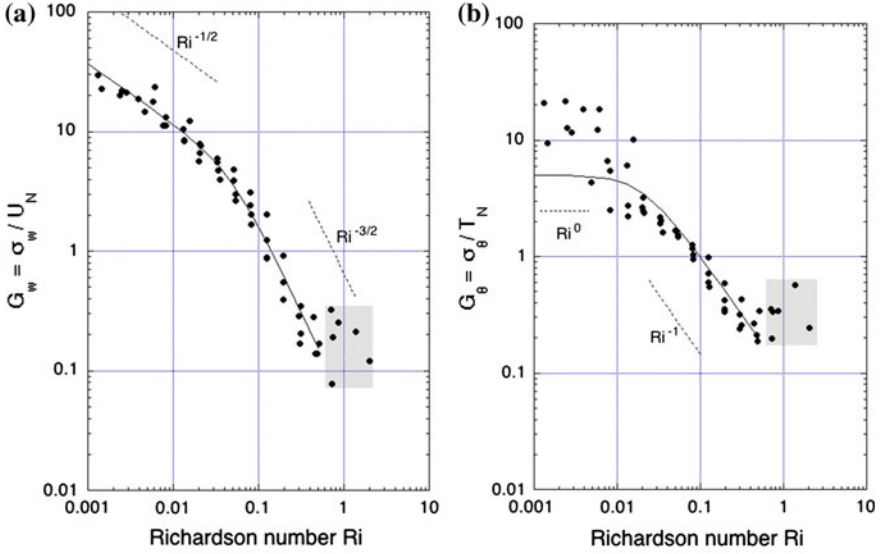 (a)
100
10
1
0.1
0.01
G_w = σ_w / U_N
Ri^-1/2
Ri^-3/2
0.001 0.01 0.1 1 10
Richardson number Ri
(b)
100
10
1
0.1
0.01
G_θ = σ_θ / T_N
Ri^0
Ri^-1
0.001 0.01 0.1 1 10
Richardson number Ri